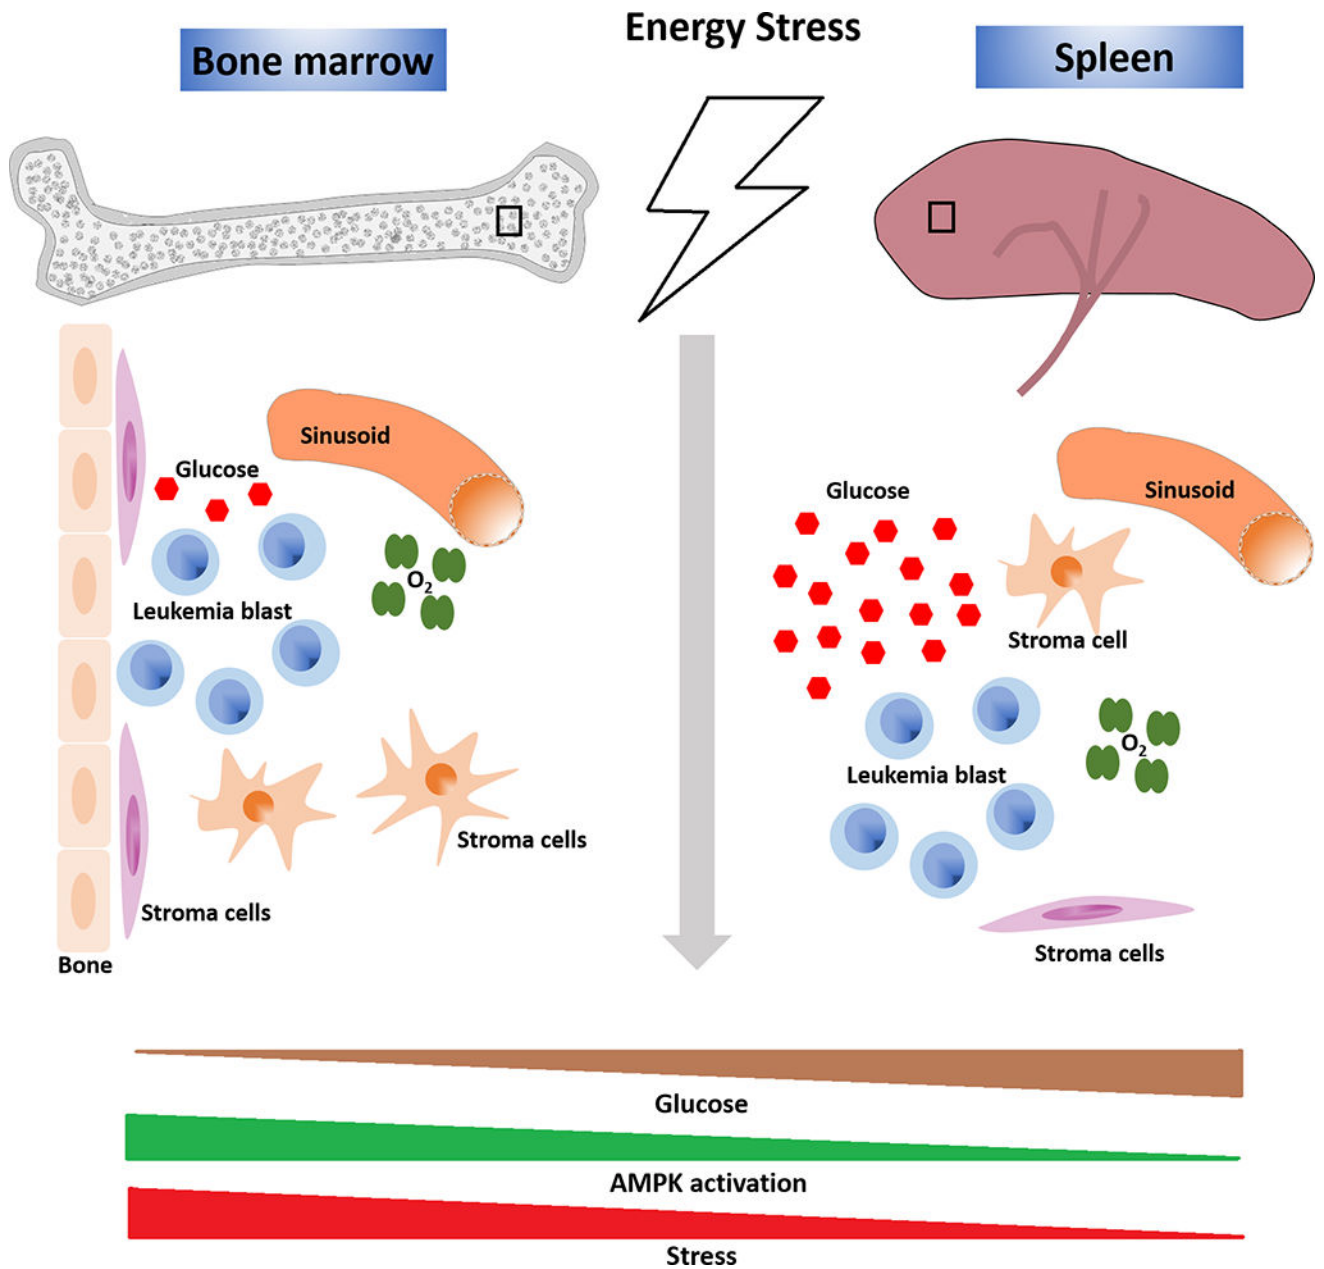 Energy Stress
Bone marrow
Spleen
Sinusoid
Glucose
O2
Leukemia blast
Stroma cells
Stroma cells
Bone
Glucose
Sinusoid
Stroma cell
O2
Leukemia blast
Stroma cells
Glucose
AMPK activation
Stress